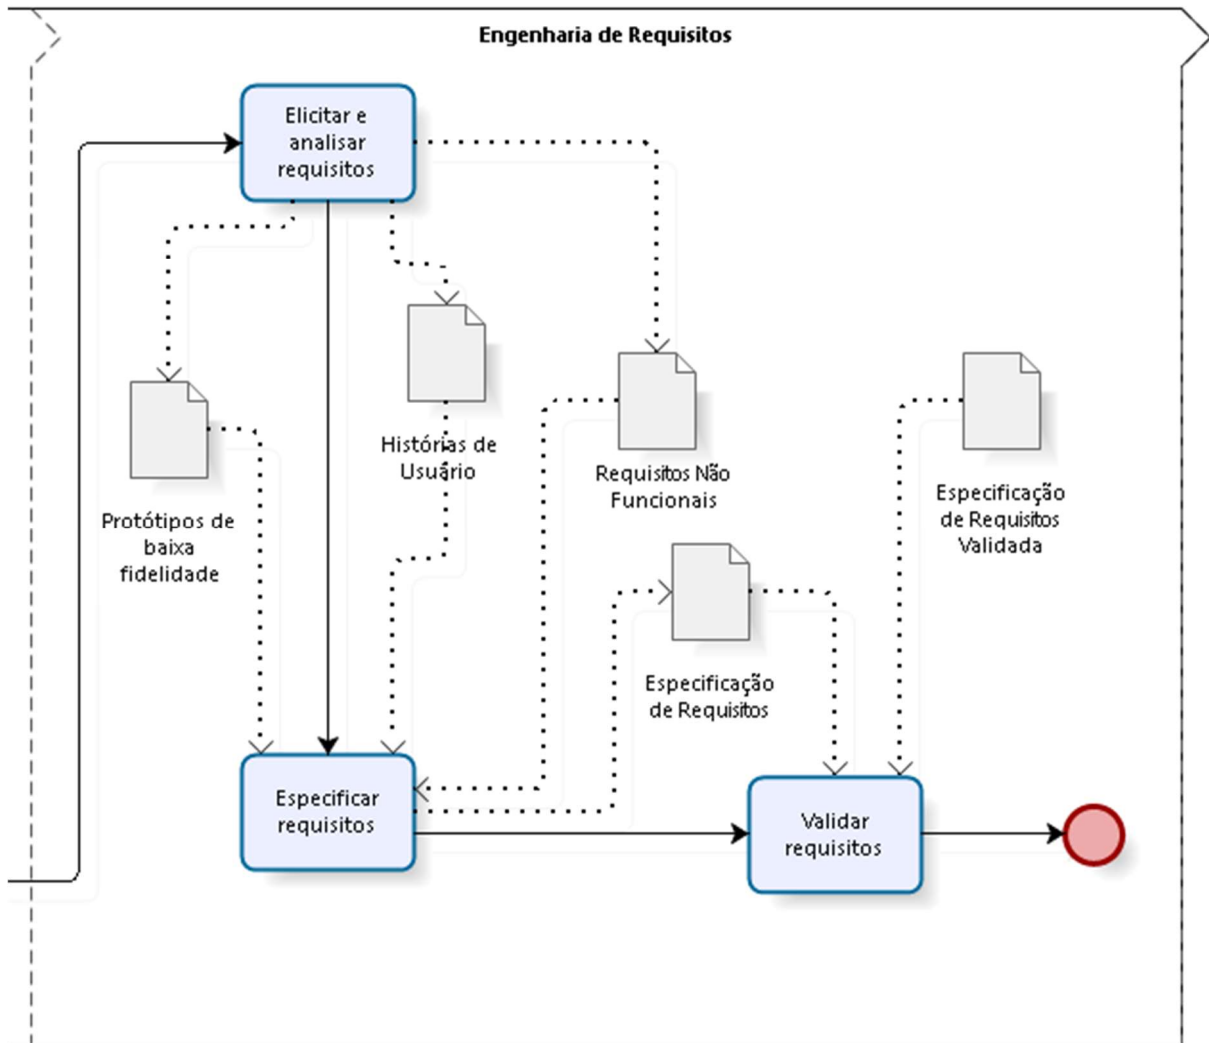 Engenharia de Requisitos
Elicitar e
analisar
requisitos
Histórias de
Usuário
Requisitos Não
Funcionais
Especificação
de Requisitos
Validada
Protótipos de
baixa
fidelidade
Especificação
de Requisitos
Especificar
requisitos
Validar
requisitos